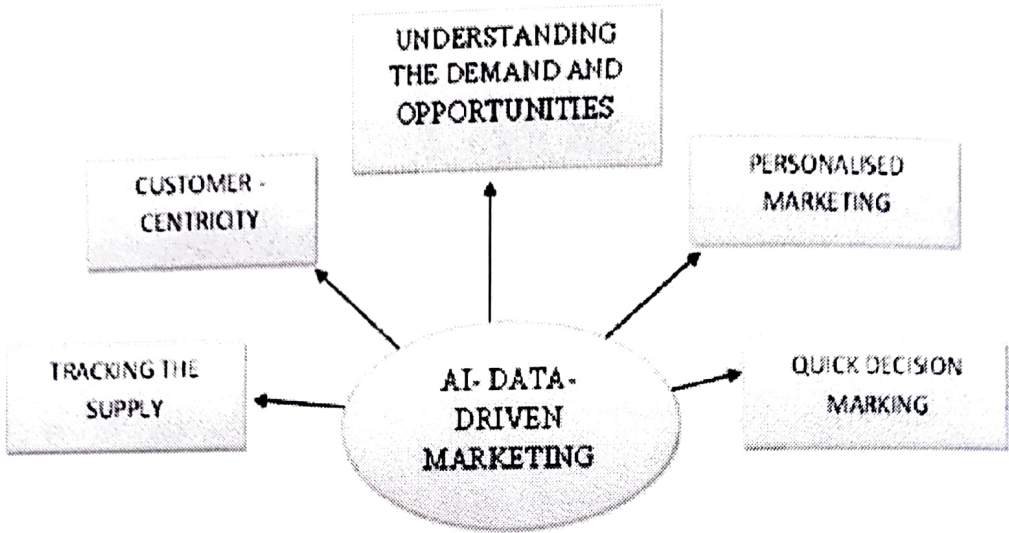 UNDERSTANDING
THE DEMAND AND
OPPORTUNITIES
CUSTOMER -
CENTRICITY
PERSONALISED
MARKETING
TRACKING THE
SUPPLY
AI- DATA-
DRIVEN
MARKETING
QUICK DECISION
MARKING